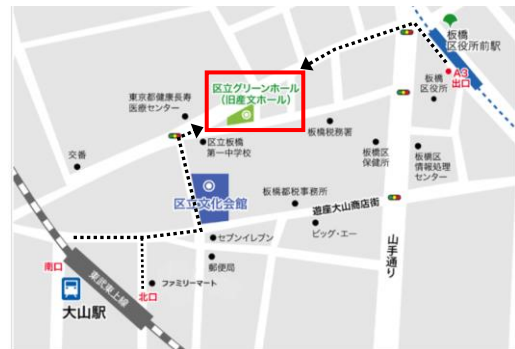 板橋
区役所前駅
A3
出口
板橋
区役所
区立グリーンホール
(旧産文ホール)
東京都健康長寿
医療センター
板橋税務署
区立板橋
第一中学校
交番
板橋区
保健所
板橋区
情報処理
センター
区立文化会館
板橋都税事務所
遊座大山商店街
ビッグ・エー
山手通り
セブンイレブン
郵便局
南口
東武東上線
ファミリーマート
北口
大山駅